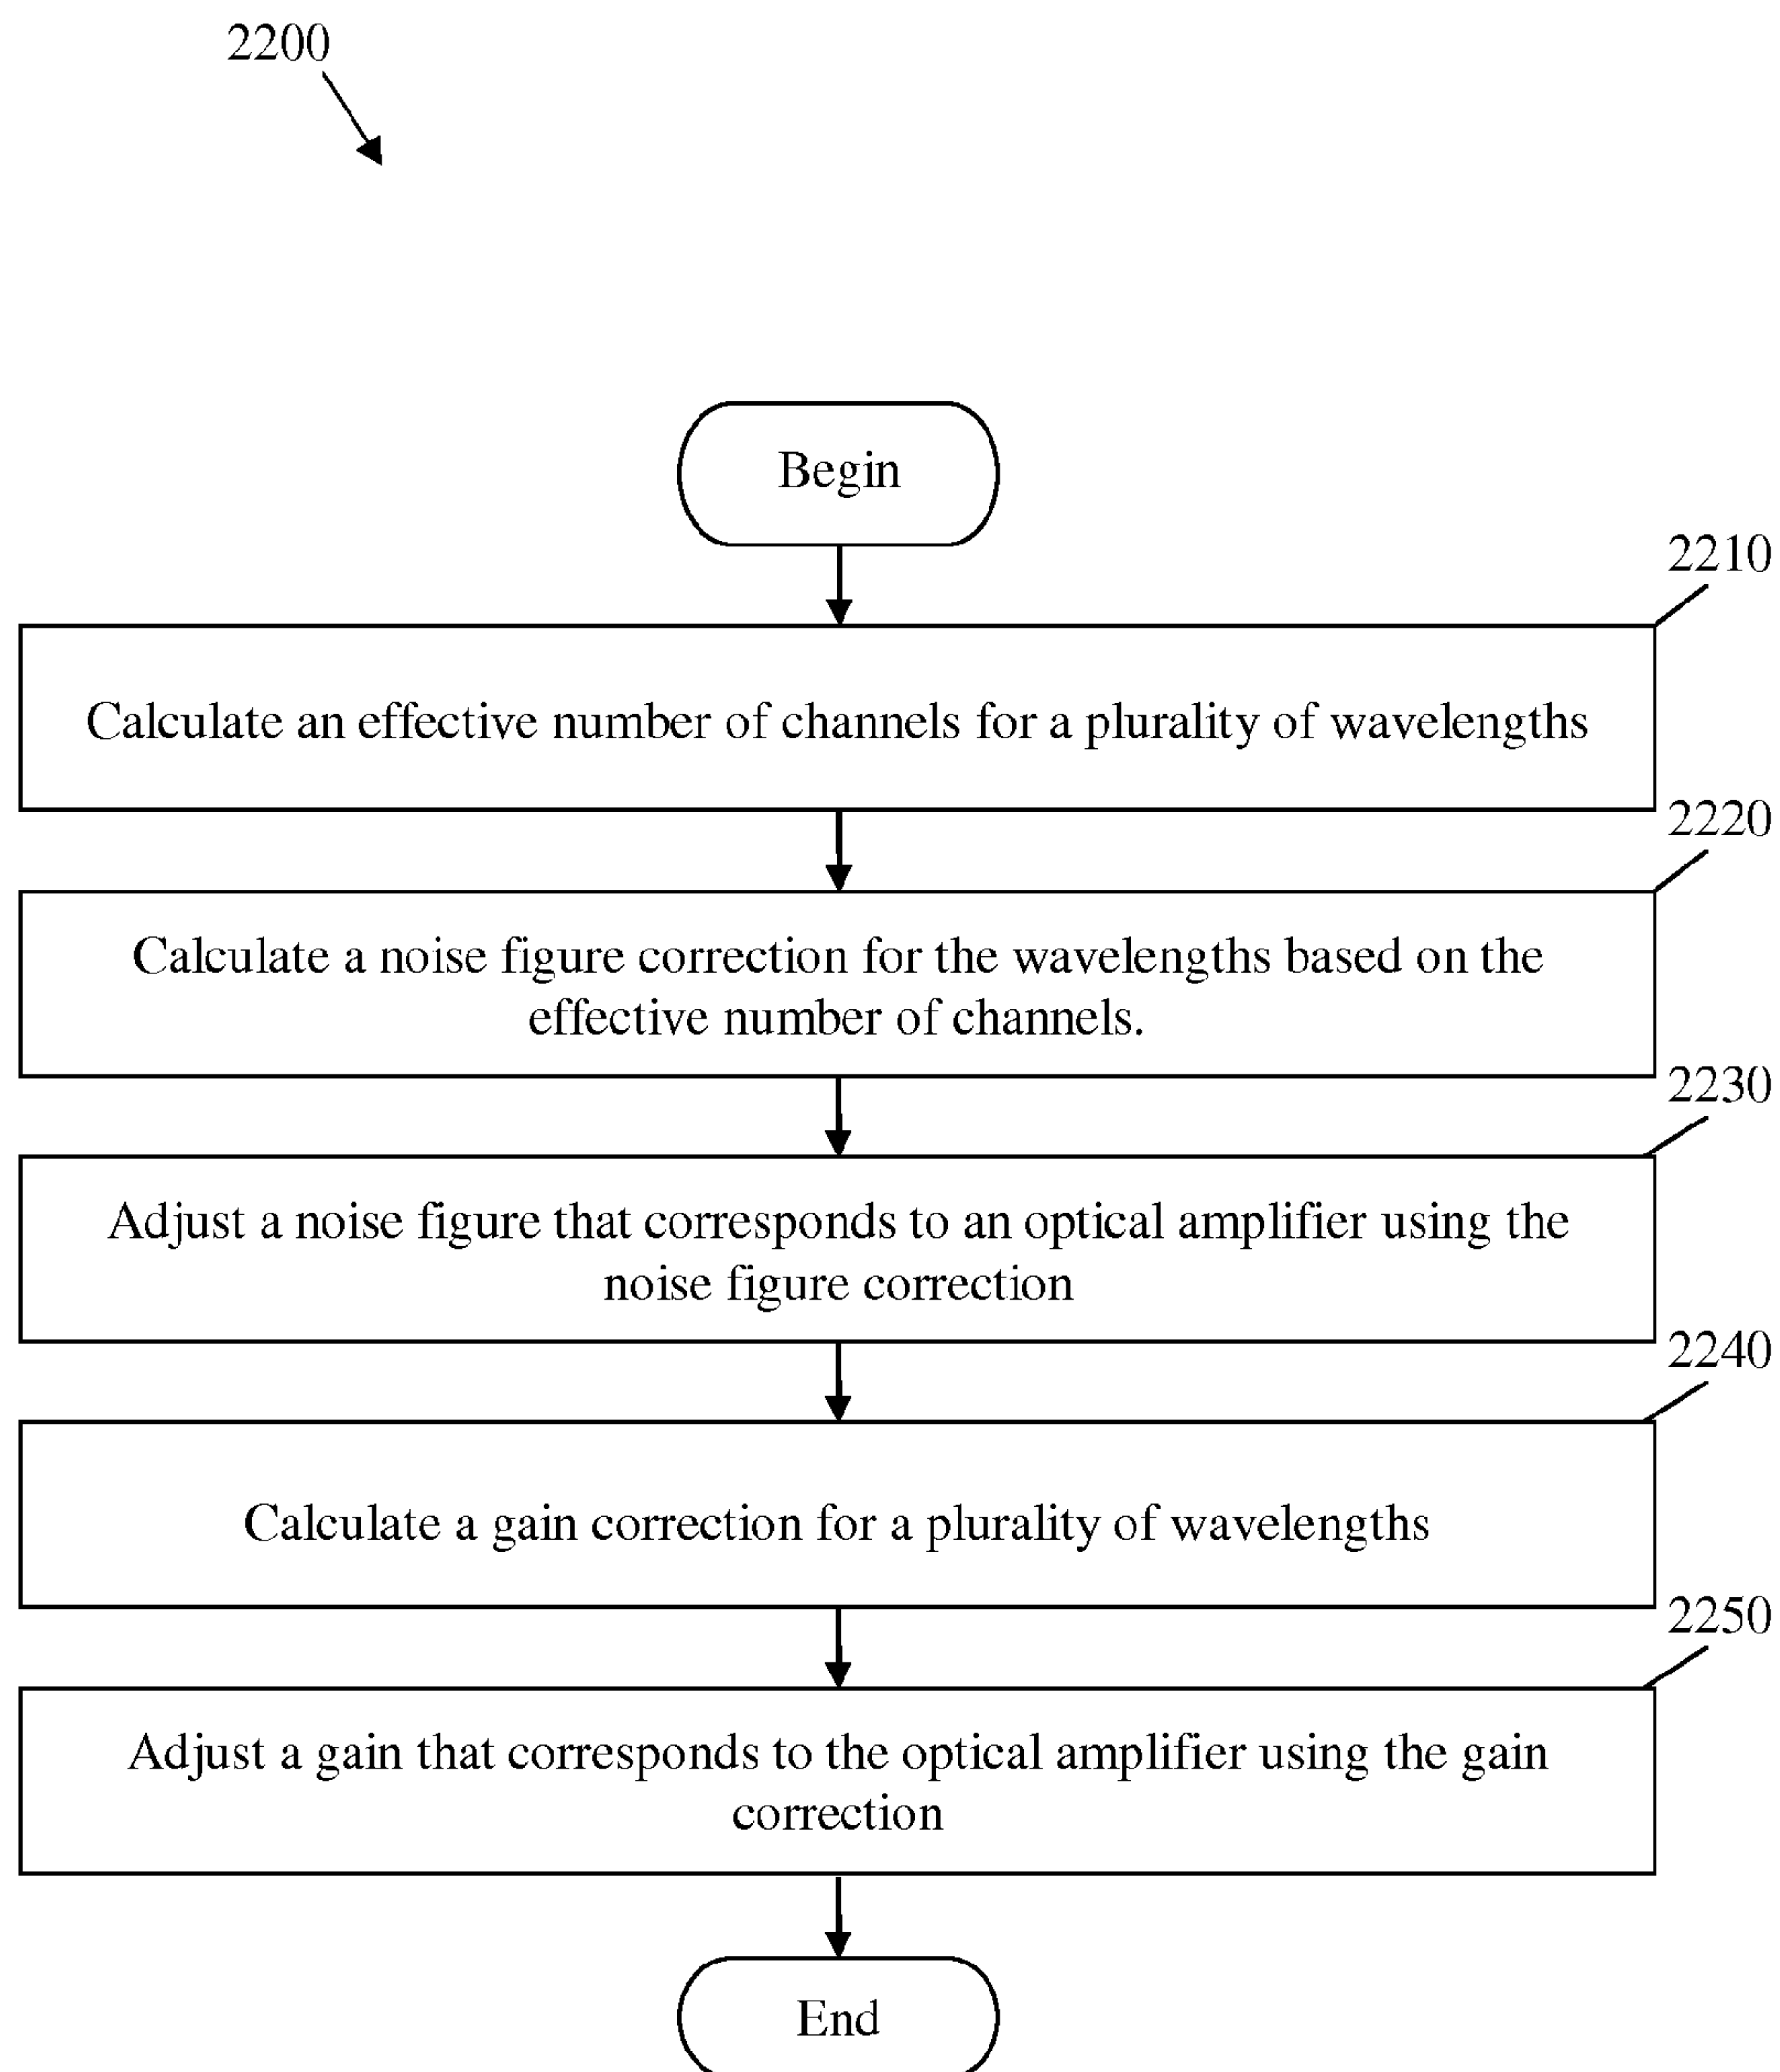 2200
Begin
2210
Calculate an effective number of channels for a plurality of wavelengths
2220
Calculate a noise figure correction for the wavelengths based on the
effective number of channels.
2230
Adjust a noise figure that corresponds to an optical amplifier using the
noise figure correction
2240
Calculate a gain correction for a plurality of wavelengths
2250
Adjust a gain that corresponds to the optical amplifier using the gain
correction
End